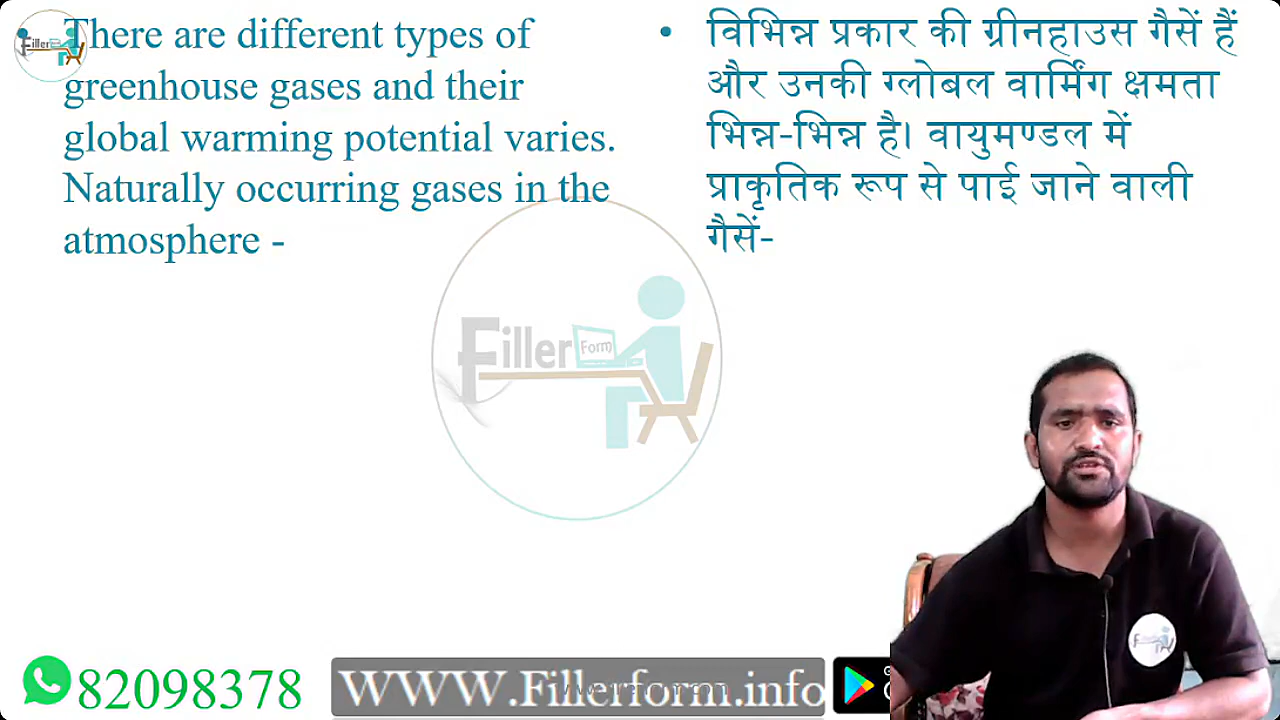 There are different types of
greenhouse gases and their
global warming potential varies.
Naturally occurring gases in the
atmosphere -
• विभिन्न प्रकार की ग्रीनहाउस गैसें हैं
और उनकी ग्लोबल वार्मिंग क्षमता
भिन्न-भिन्न है। वायुमण्डल में
प्राकृतिक रूप से पाई जाने वाली
गैसें-
Filler Form
82098378
WWW.Fillerform.info